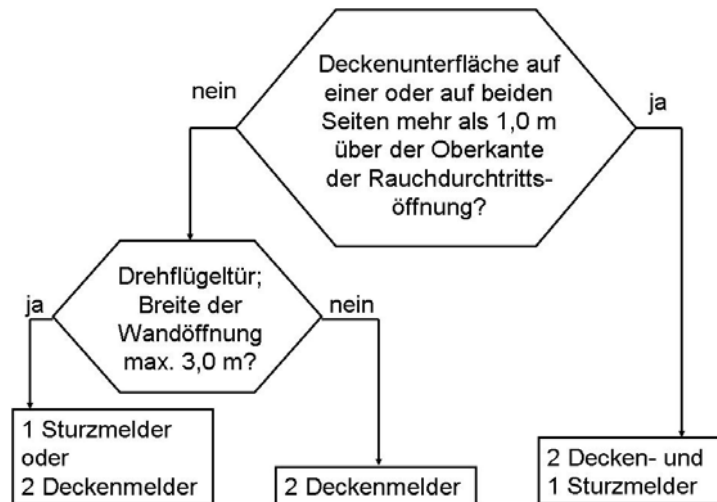 Deckenunterfläche auf
einer oder auf beiden
Seiten mehr als 1,0 m
über der Oberkante
der Rauchdurchtritts-
öffnung?
nein
ja
Drehflügeltür;
Breite der
Wandöffnung
max. 3,0 m?
ja
nein
1 Sturzmelder
oder
2 Deckenmelder
2 Deckenmelder
2 Decken- und
1 Sturzmelder